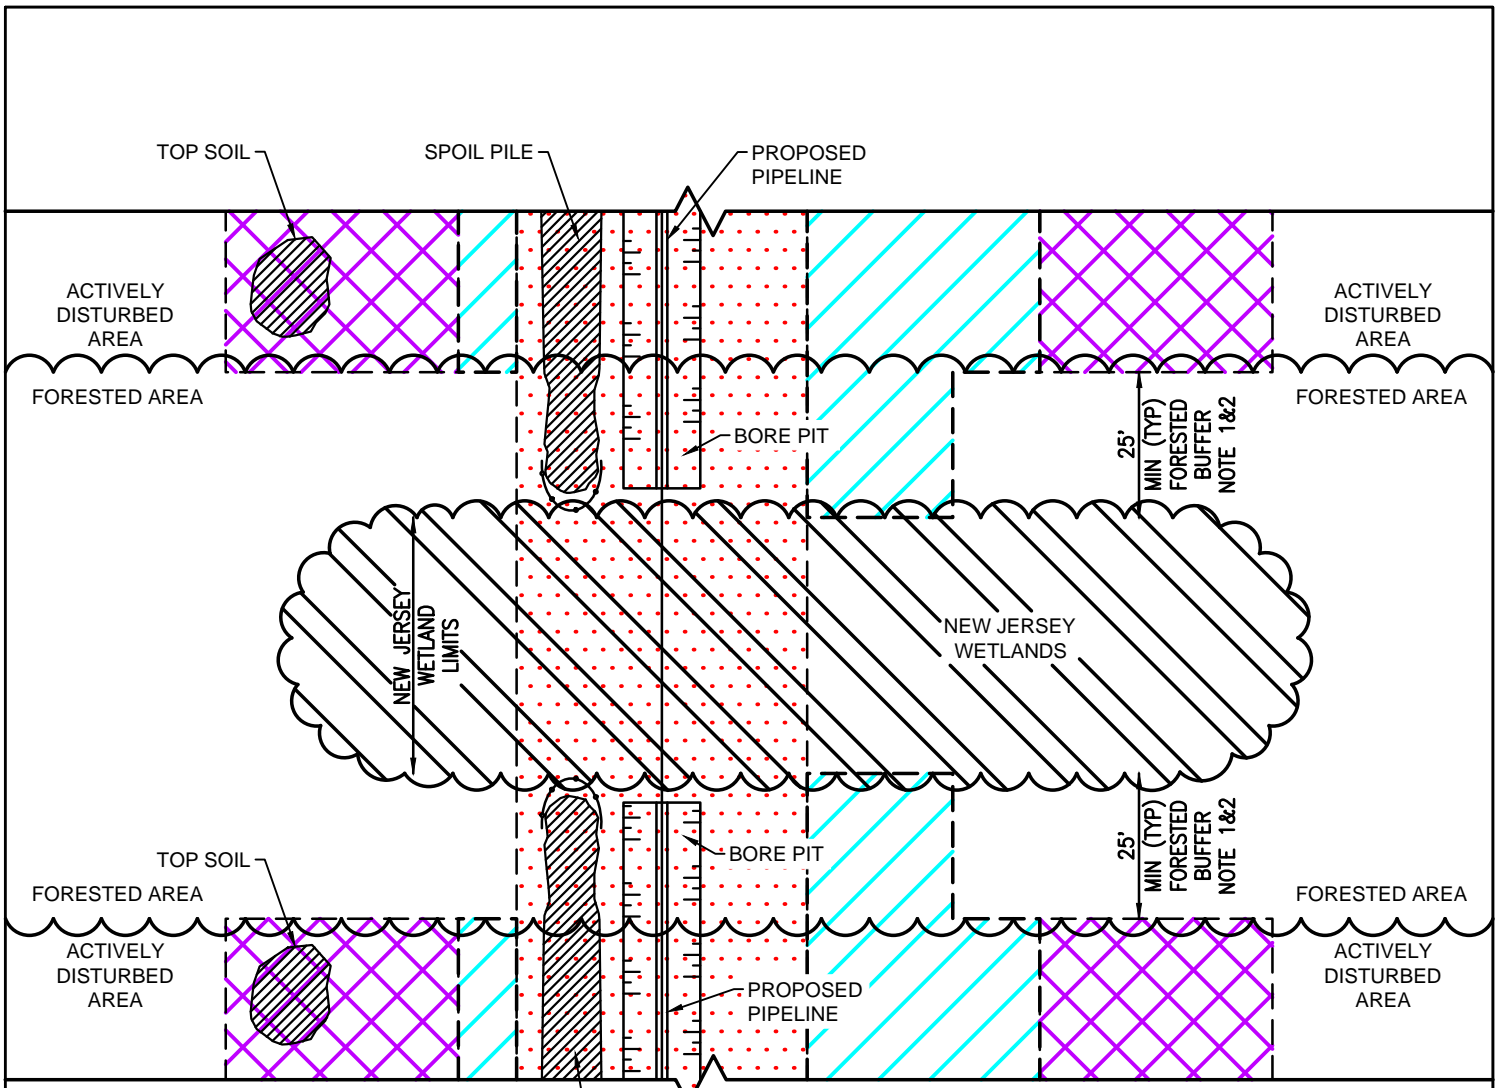 TOP SOIL
SPOIL PILE
PROPOSED
PIPELINE
ACTIVELY
DISTURBED
AREA
ACTIVELY
DISTURBED
AREA
FORESTED AREA
FORESTED AREA
25'
MIN (TYP)
FORESTED
BUFFER
NOTE 1&2
BORE PIT
NEW JERSEY
WETLAND
LIMITS
NEW JERSEY
WETLANDS
25'
MIN (TYP)
FORESTED
BUFFER
NOTE 1&2
BORE PIT
TOP SOIL
FORESTED AREA
FORESTED AREA
ACTIVELY
DISTURBED
AREA
ACTIVELY
DISTURBED
AREA
PROPOSED
PIPELINE